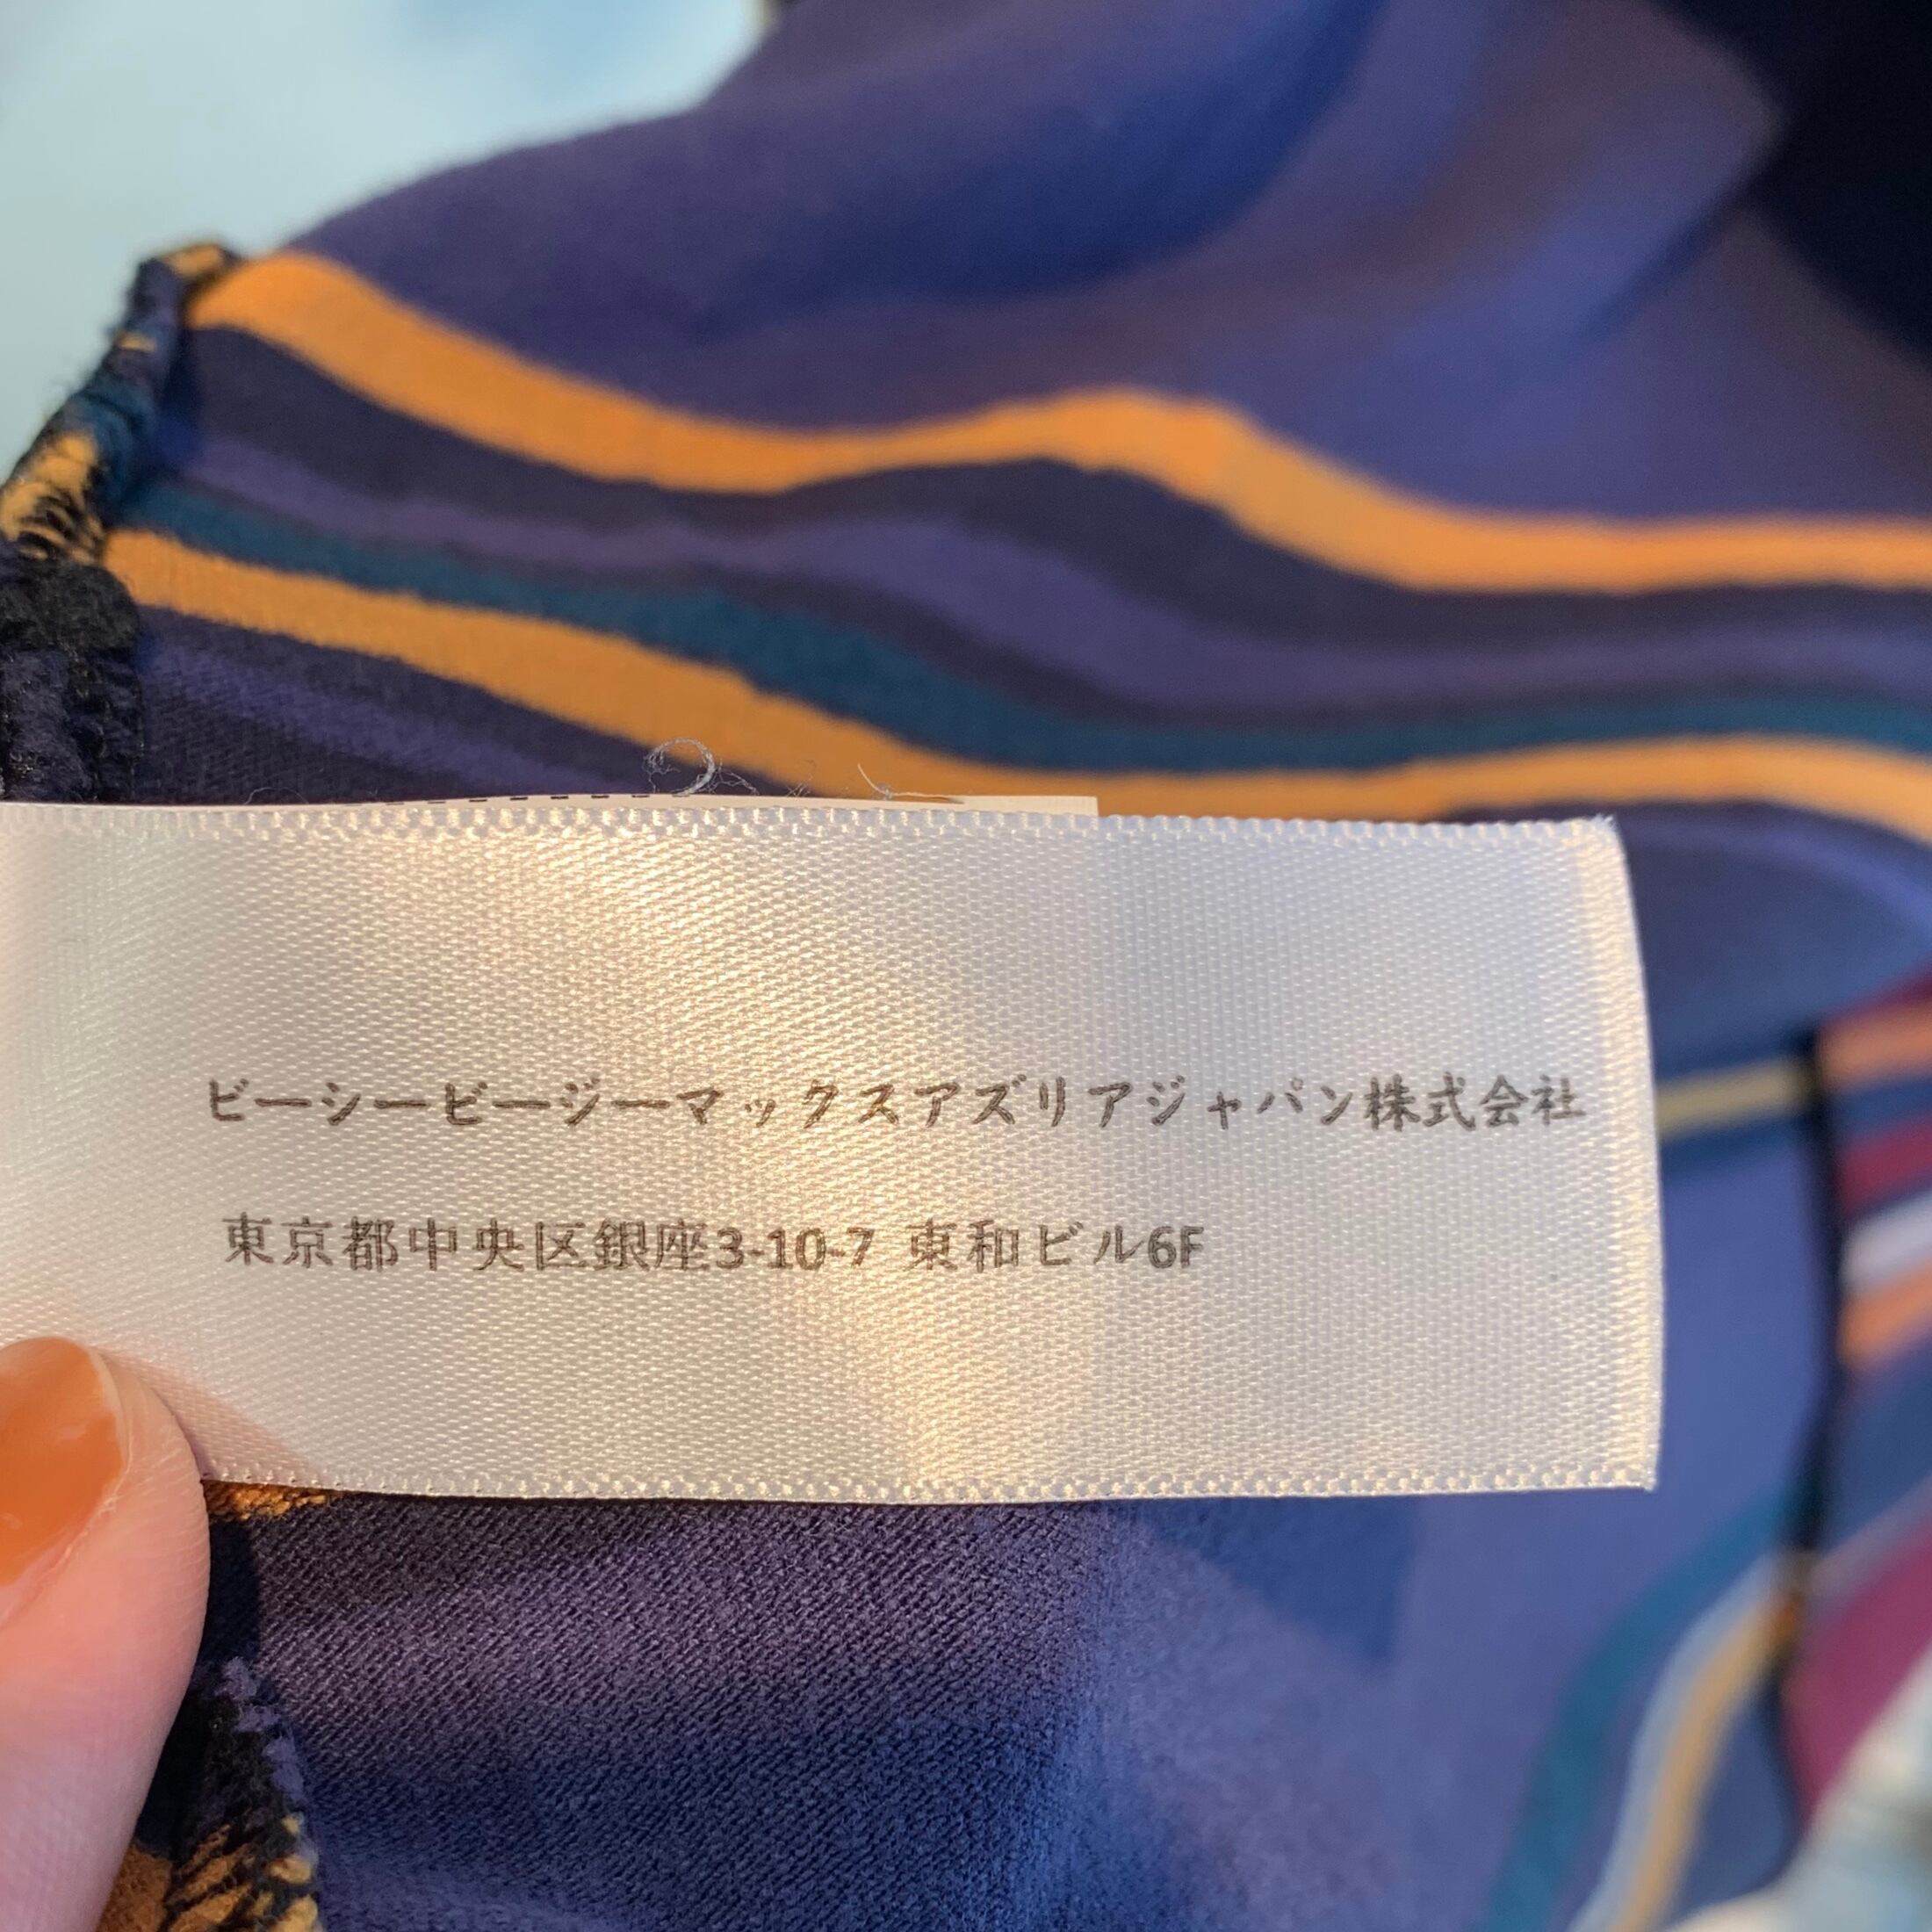 ビーシービージーマックスアズリアジャパン株式会社
東京都中央区銀座3-10-7 東和ビル6F